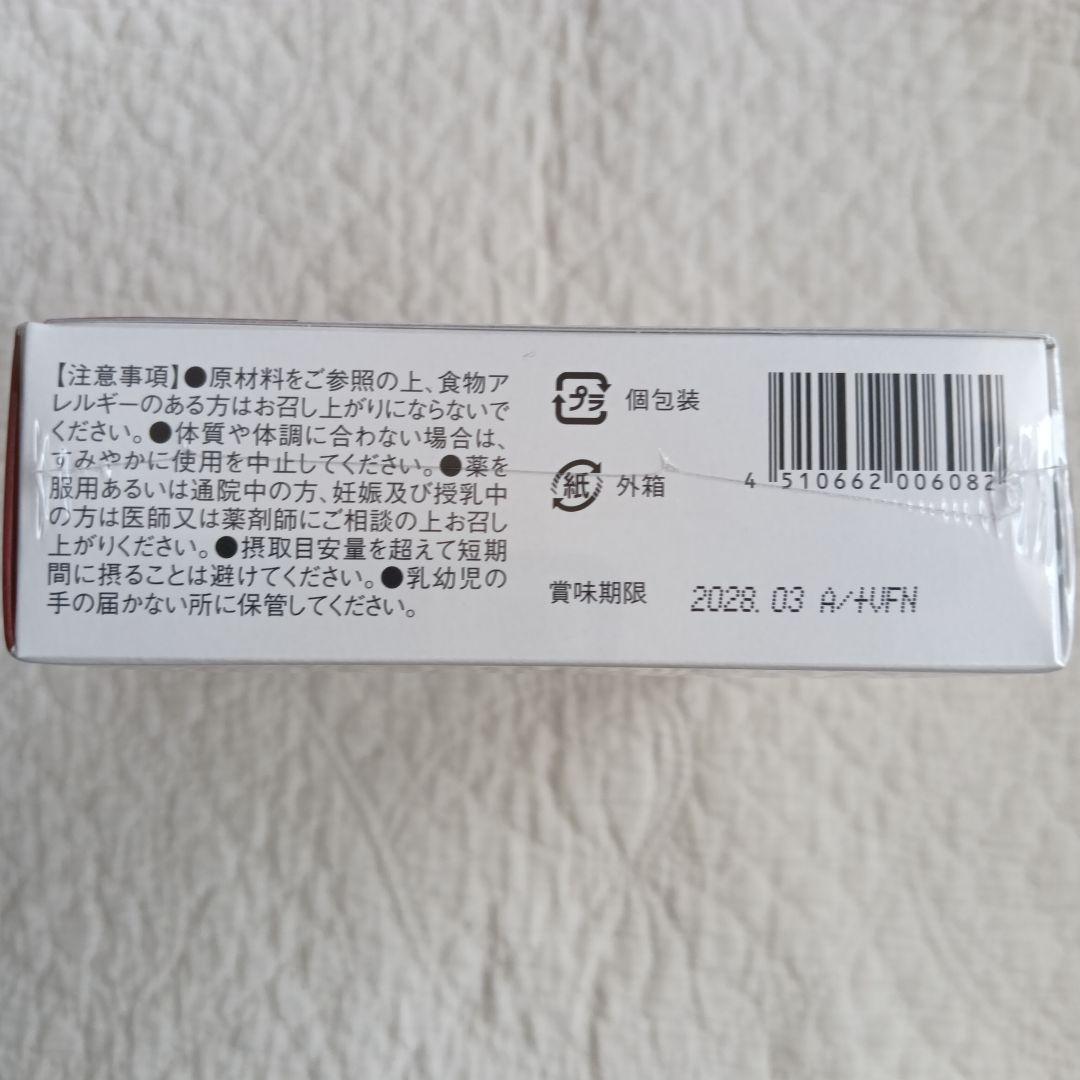 【注意事項】●原材料をご参照の上、食物ア
レルギーのある方はお召し上がりにならないで
ください。●体質や体調に合わない場合は、
すみやかに使用を中止してください。●薬を
服用あるいは通院中の方、妊娠及び授乳中
の方は医師又は薬剤師にご相談の上お召し
上がりください。●摂取目安量を超えて短期
間に摂ることは避けてください。●乳幼児の
手の届かない所に保管してください。
プラ 個包装
紙 外箱
4 510662 006082
賞味期限 2028.03 A/+VFN